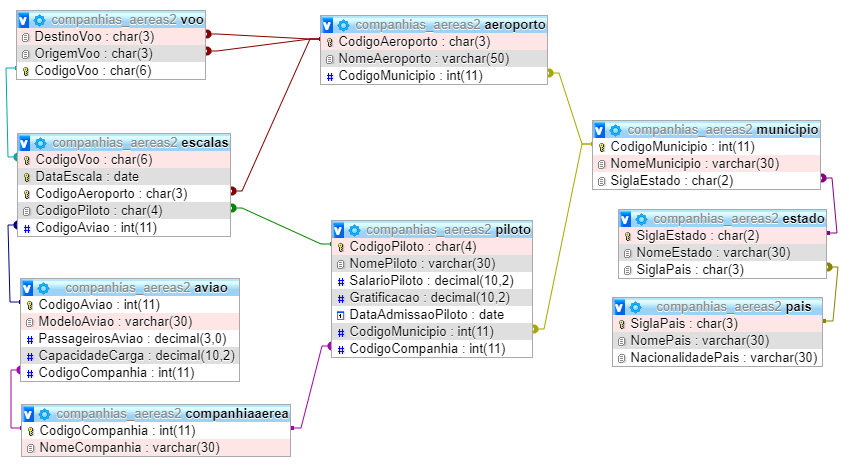 companhias_aereas2 voo
DestinoVoo : char(3)
OrigemVoo : char(3)
CodigoVoo : char(6)
companhias_aereas2 aeroporto
CodigoAeroporto : char(3)
NomeAeroporto : varchar(50)
CodigoMunicipio : int(11)
companhias_aereas2 municipio
CodigoMunicipio : int(11)
NomeMunicipio : varchar(30)
SiglaEstado : char(2)
companhias_aereas2 escalas
CodigoVoo : char(6)
DataEscala : date
CodigoAeroporto : char(3)
CodigoPiloto : char(4)
CodigoAviao : int(11)
companhias_aereas2 estado
SiglaEstado : char(2)
NomeEstado : varchar(30)
SiglaPais : char(3)
companhias_aereas2 piloto
CodigoPiloto : char(4)
NomePiloto : varchar(30)
SalarioPiloto : decimal(10,2)
Gratificacao : decimal(10,2)
DataAdmissaoPiloto : date
CodigoMunicipio : int(11)
CodigoCompanhia : int(11)
companhias_aereas2 aviao
CodigoAviao : int(11)
ModeloAviao : varchar(30)
PassageirosAviao : decimal(3,0)
CapacidadeCarga : decimal(10,2)
CodigoCompanhia : int(11)
companhias_aereas2 pais
SiglaPais : char(3)
NomePais : varchar(30)
NacionalidadePais : varchar(30)
companhias_aereas2 companhiaaerea
CodigoCompanhia : int(11)
NomeCompanhia : varchar(30)